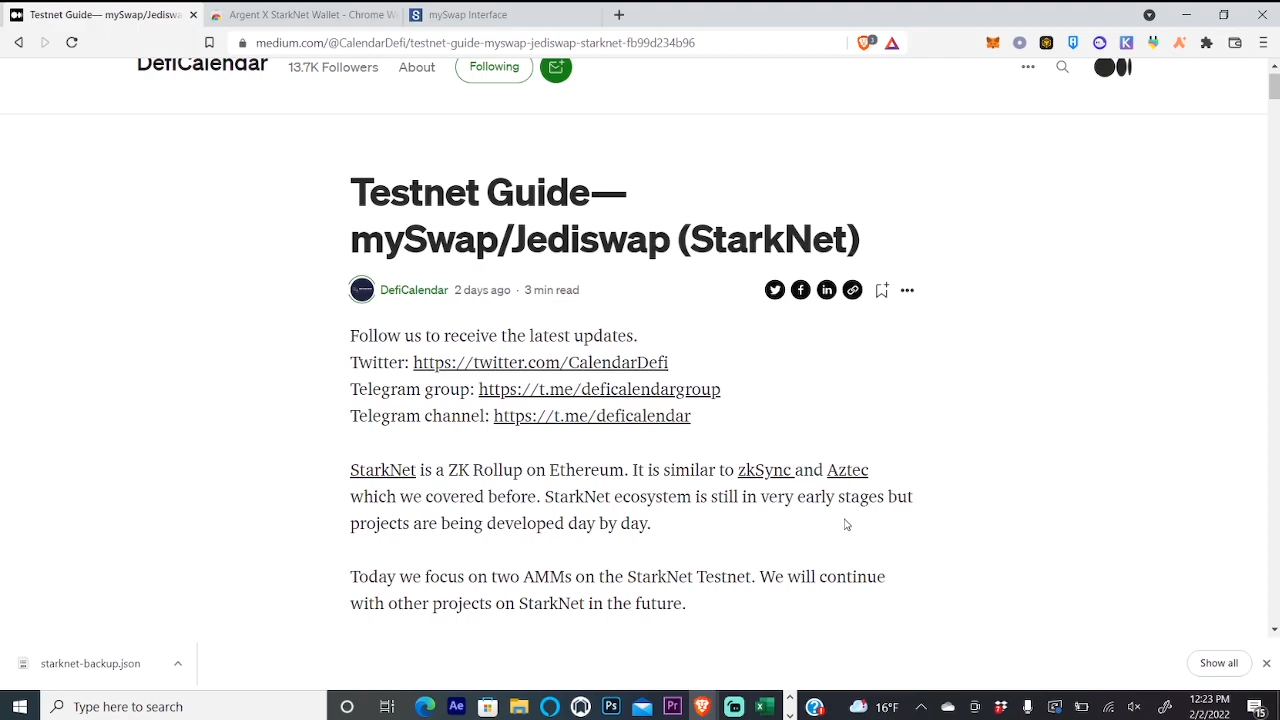 Testnet Guide— mySwap/Jediswa
Argent X StarkNet Wallet - Chrome W
mySwap Interface
medium.com/@CalendarDefi/testnet-guide-myswap-jediswap-starknet-fb99d234b96
3
DefiCalendar
13.7K Followers
About
Following
Testnet Guide—
mySwap/Jediswap (StarkNet)
DefiCalendar 2 days ago · 3 min read
Follow us to receive the latest updates.
Twitter: https://twitter.com/CalendarDefi
Telegram group: https://t.me/deficalendargroup
Telegram channel: https://t.me/deficalendar
StarkNet is a ZK Rollup on Ethereum. It is similar to zkSync and Aztec
which we covered before. StarkNet ecosystem is still in very early stages but
projects are being developed day by day.
Today we focus on two AMMs on the StarkNet Testnet. We will continue
with other projects on StarkNet in the future.
starknet-backup.json
Show all
Type here to search
Ae
Ps
Pr
16°F
12:23 PM
2/2/2022
15